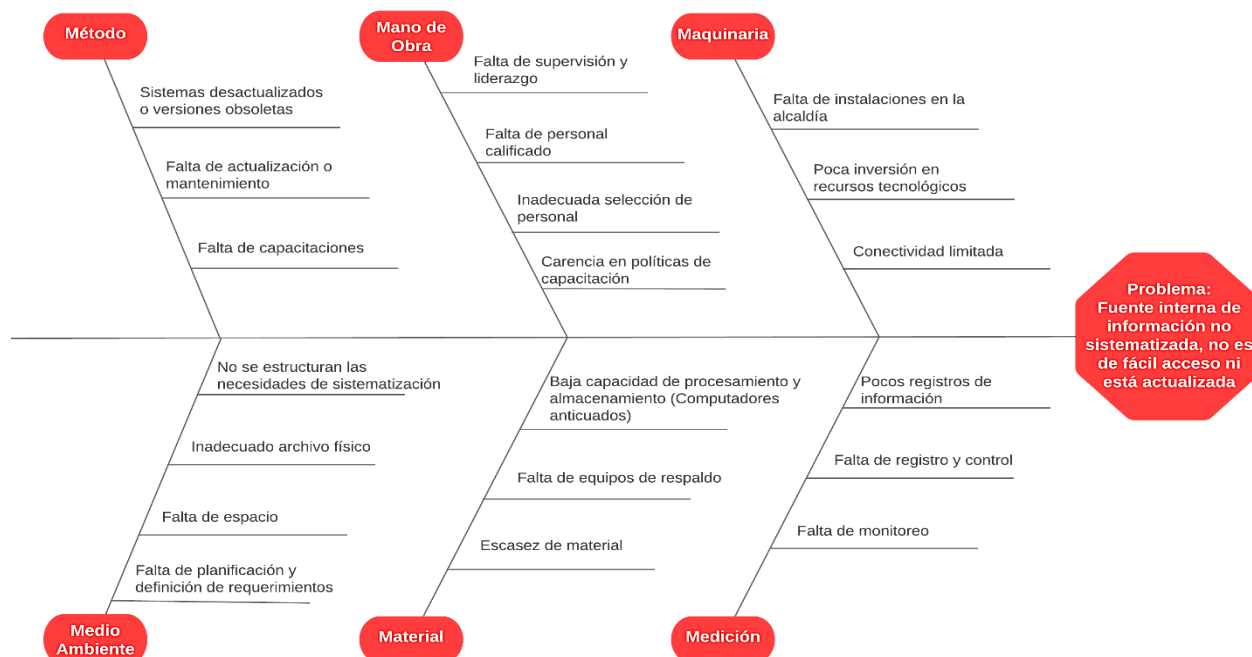 Método
Sistemas desactualizados
o versiones obsoletas
Falta de actualización o
mantenimiento
Falta de capacitaciones
Mano de
Obra
Falta de supervisión y
liderazgo
Falta de personal
calificado
Inadecuada selección de
personal
Carencia en políticas de
capacitación
Maquinaria
Falta de instalaciones en la
alcaldía
Poca inversión en
recursos tecnológicos
Conectividad limitada
Problema:
Fuente interna de
información no
sistematizada, no es
de fácil acceso ni
está actualizada
No se estructuran las
necesidades de sistematización
Inadecuado archivo físico
Falta de espacio
Falta de planificación y
definición de requerimientos
Medio
Ambiente
Baja capacidad de procesamiento y
almacenamiento (Computadores
anticuados)
Falta de equipos de respaldo
Escasez de material
Material
Pocos registros de
información
Falta de registro y control
Falta de monitoreo
Medición